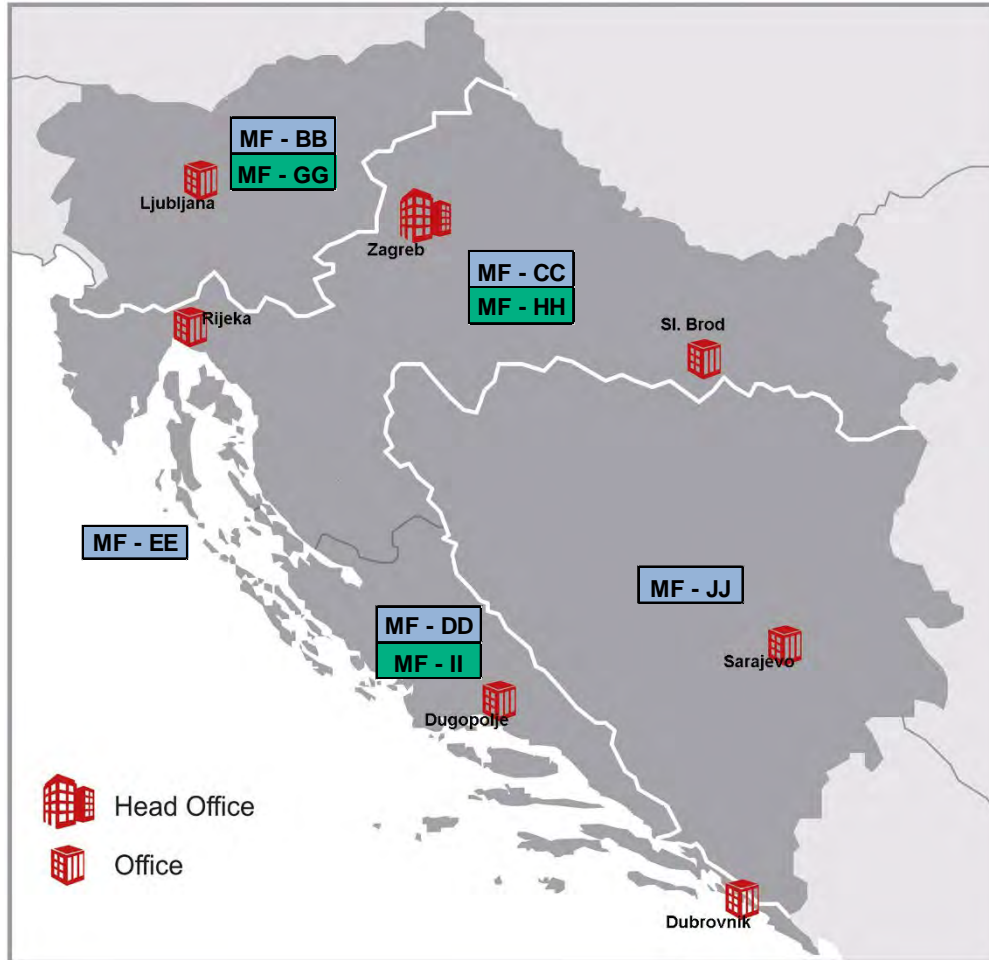 MF - BB
MF - GG
Ljubljana
Zagreb
MF - CC
MF - HH
Rijeka
Sl. Brod
MF - EE
MF - JJ
MF - DD
MF - II
Sarajevo
Dugopolje
Head Office
Office
Dubrovnik